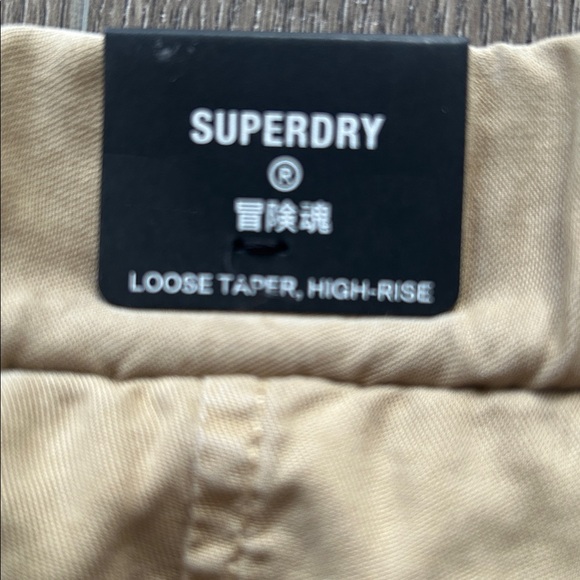 SUPERDRY
®
冒険魂
LOOSE TAPER, HIGH-RISE